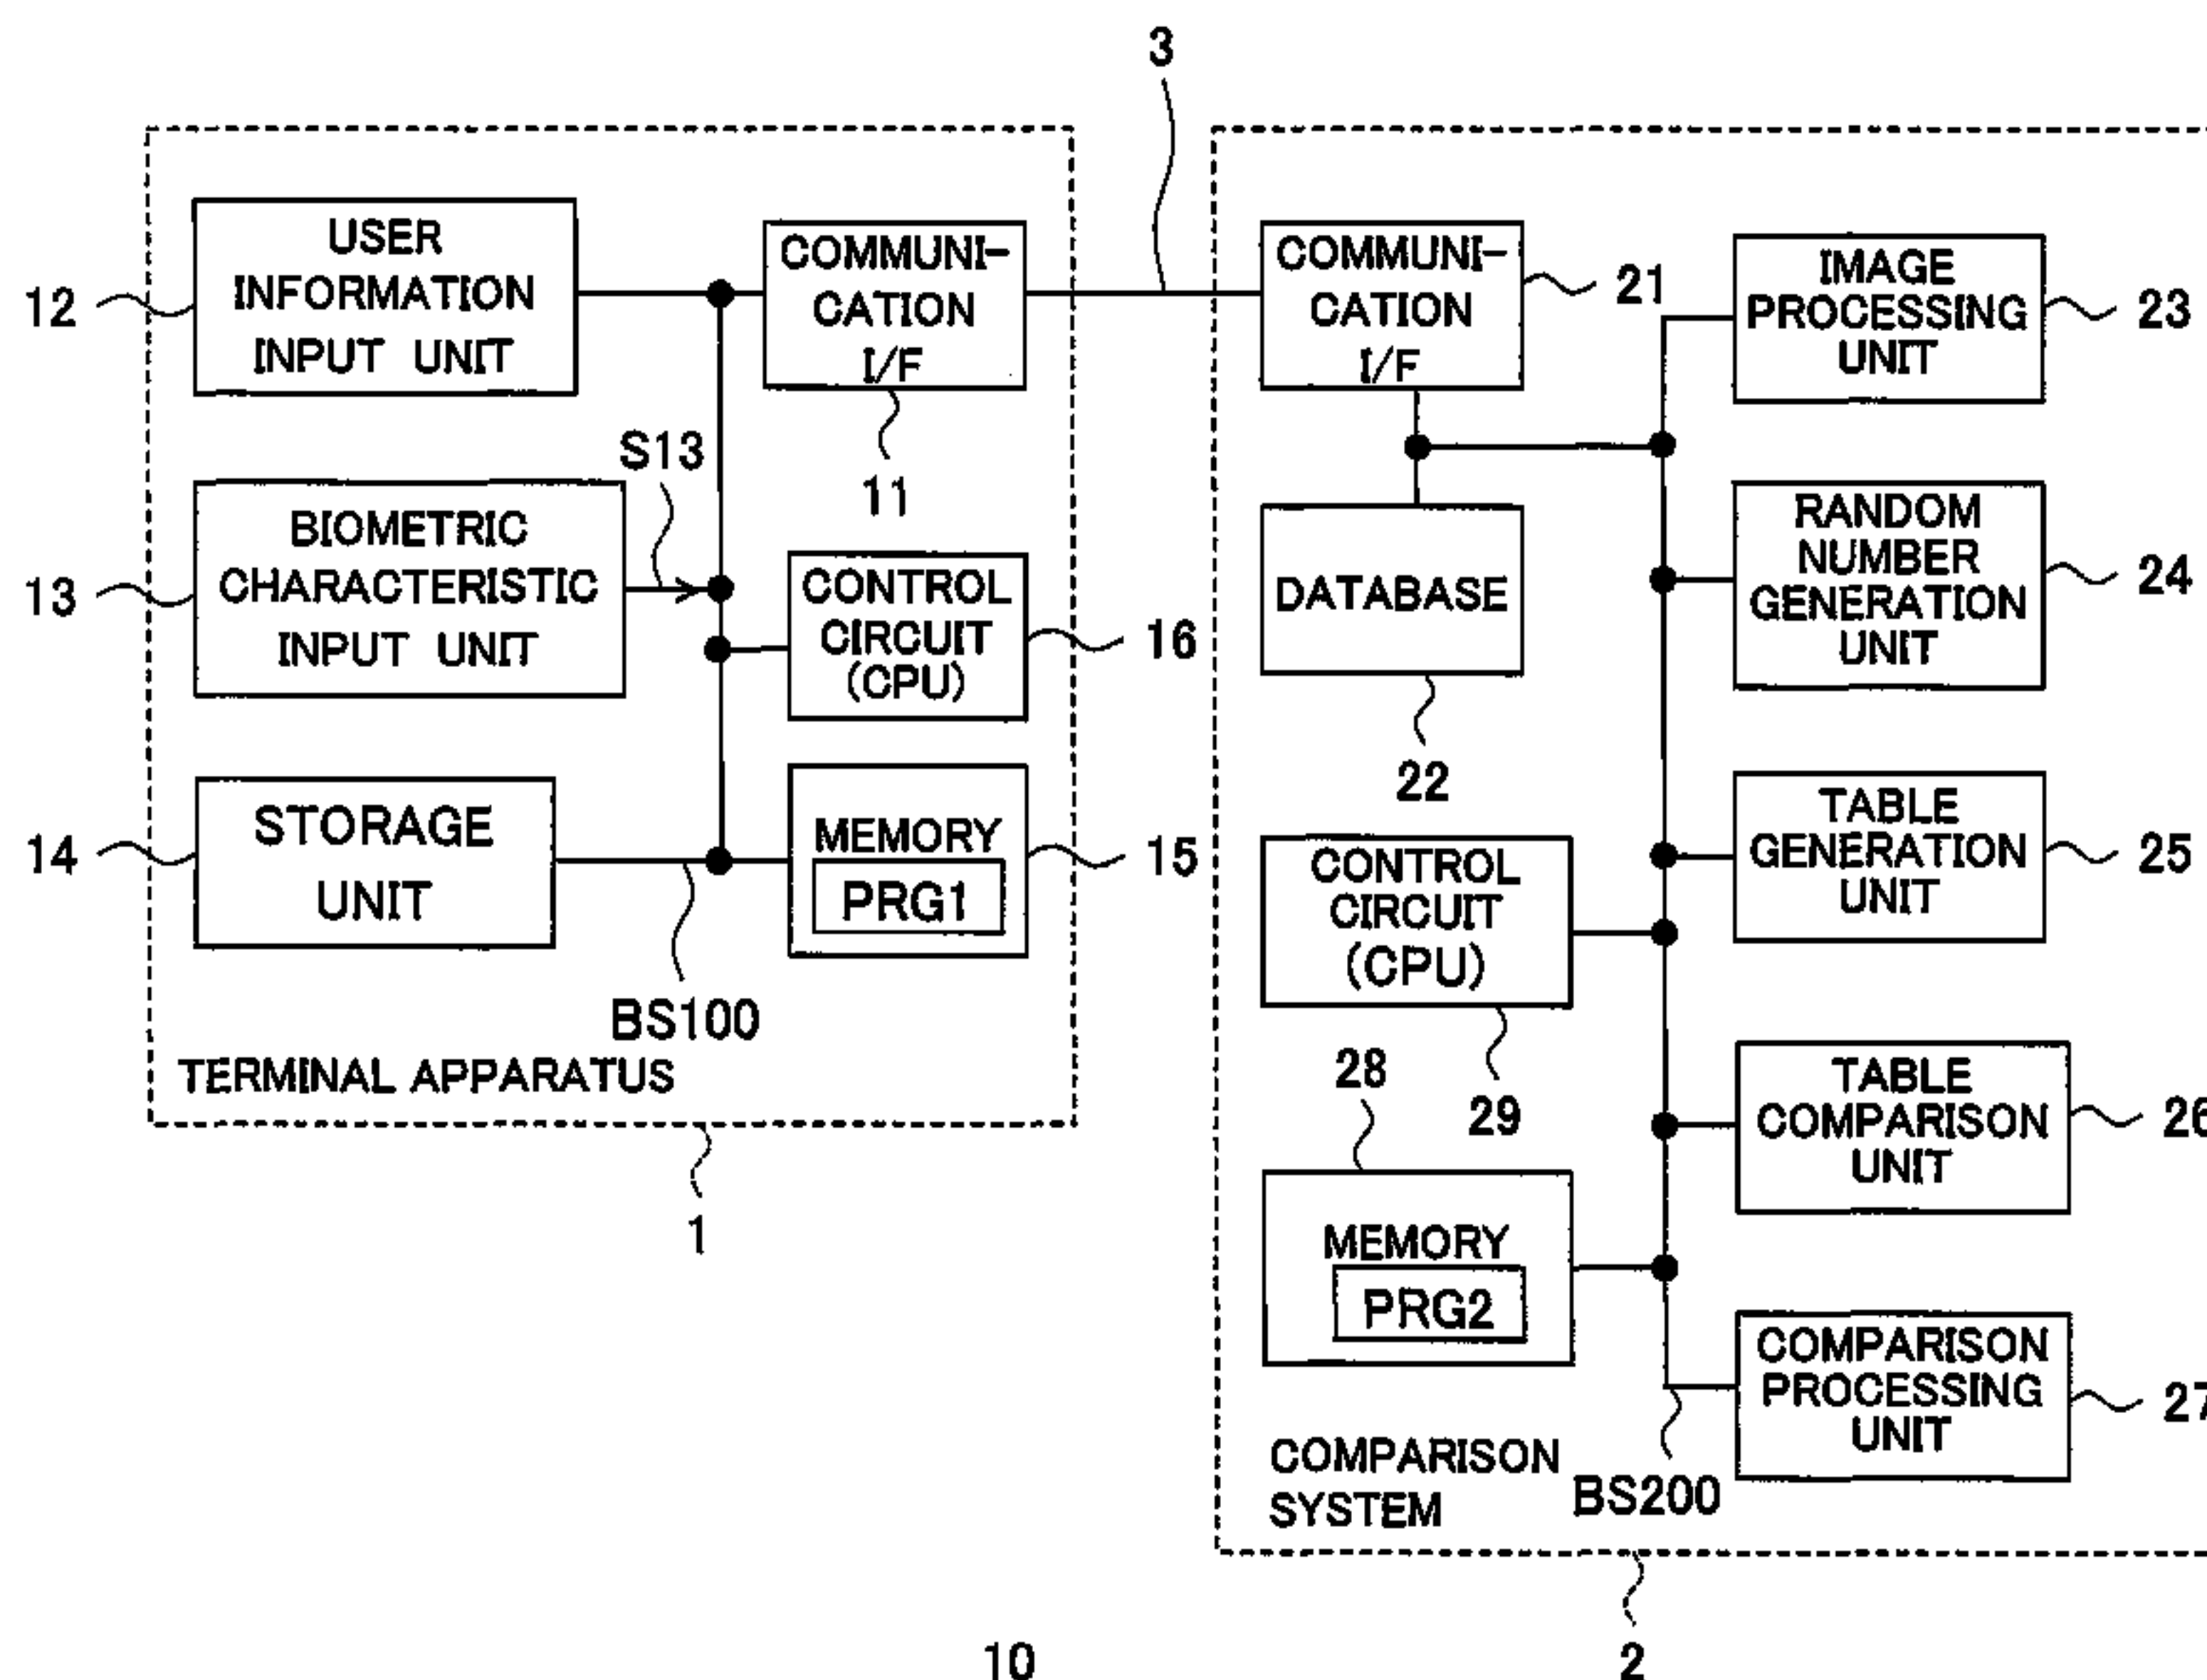 3
USER
INFORMATION
INPUT UNIT
12
COMMUNI-
CATION
I/F
11
S13
BIOMETRIC
CHARACTERISTIC
INPUT UNIT
13
CONTROL
CIRCUIT
(CPU)
16
STORAGE
UNIT
14
MEMORY
PRG1
15
BS100
TERMINAL APPARATUS
1
COMMUNI-
CATION
I/F
21
IMAGE
PROCESSING
UNIT
23
DATABASE
22
RANDOM
NUMBER
GENERATION
UNIT
24
TABLE
GENERATION
UNIT
25
CONTROL
CIRCUIT
(CPU)
29
28
MEMORY
PRG2
TABLE
COMPARISON
UNIT
26
COMPARISON
PROCESSING
UNIT
27
BS200
COMPARISON
SYSTEM
2
10